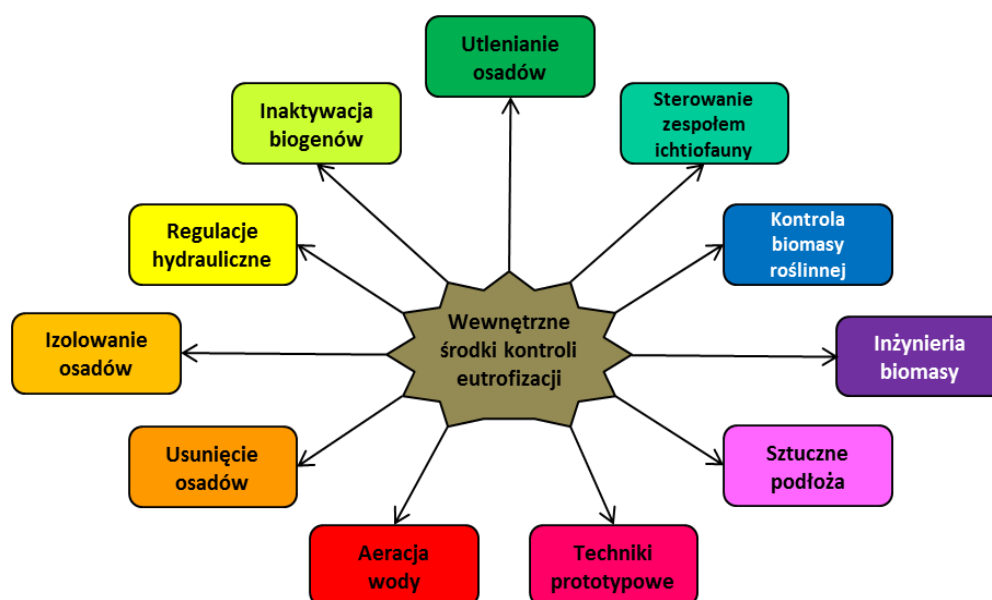 Utlenianie
osadów
Inaktywacja
biogenów
Sterowanie
zespołem
ichtiofauny
Regulacje
hydrauliczne
Kontrola
biomasy
roślinnej
Wewnętrzne
środki kontroli
eutrofizacji
Izolowanie
osadów
Inżynieria
biomasy
Usunięcie
osadów
Sztuczne
podłoża
Aeracja
wody
Techniki
prototypowe